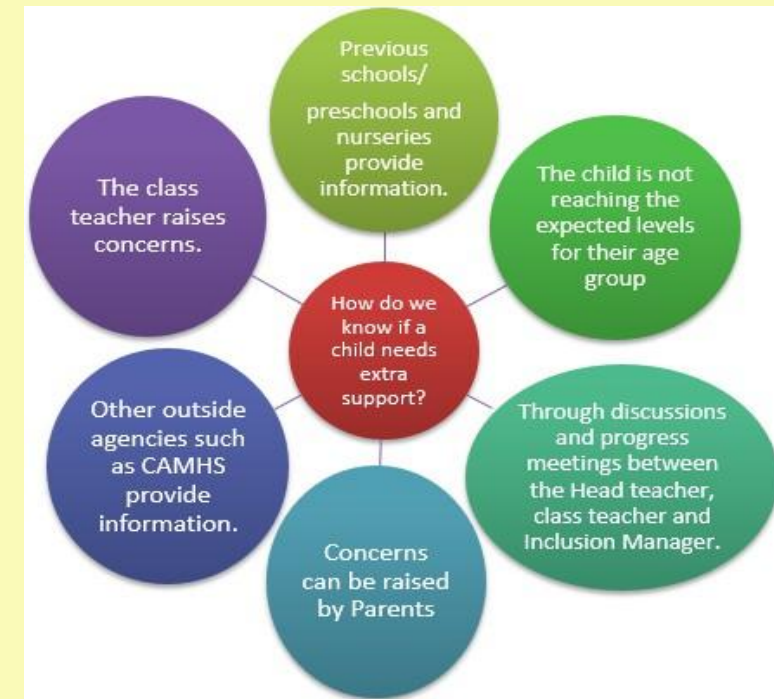 Previous
schools/
preschools and
nurseries
provide
information.
The child is not
reaching the
expected levels
for their age
group
Through discussions
and progress
meetings between
the Head teacher,
class teacher and
Inclusion Manager.
Concerns
can be raised
by Parents
Other outside
agencies such
as CAMHS
provide
information.
The class
teacher raises
concerns.
How do we
know if a
child needs
extra
support?